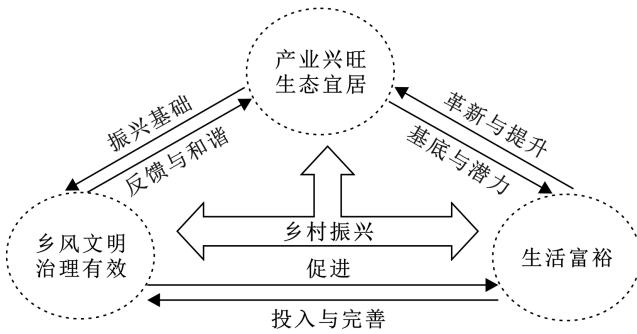 产业兴旺
生态宜居
振兴基础
反馈与和谐
革新与提升
基底与潜力
乡风文明
治理有效
乡村振兴
生活富裕
促进
投入与完善